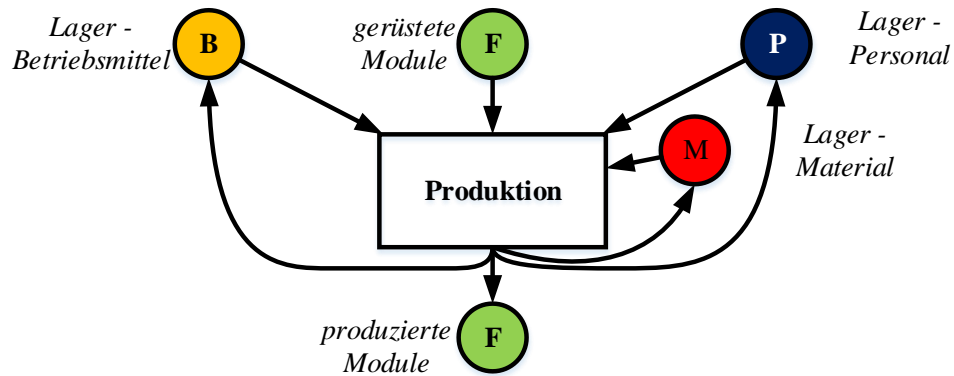 Lager -
Betriebsmittel
B
gerüstete
Module
F
P
Lager -
Personal
M
Lager -
Material
Produktion
produzierte
Module
F